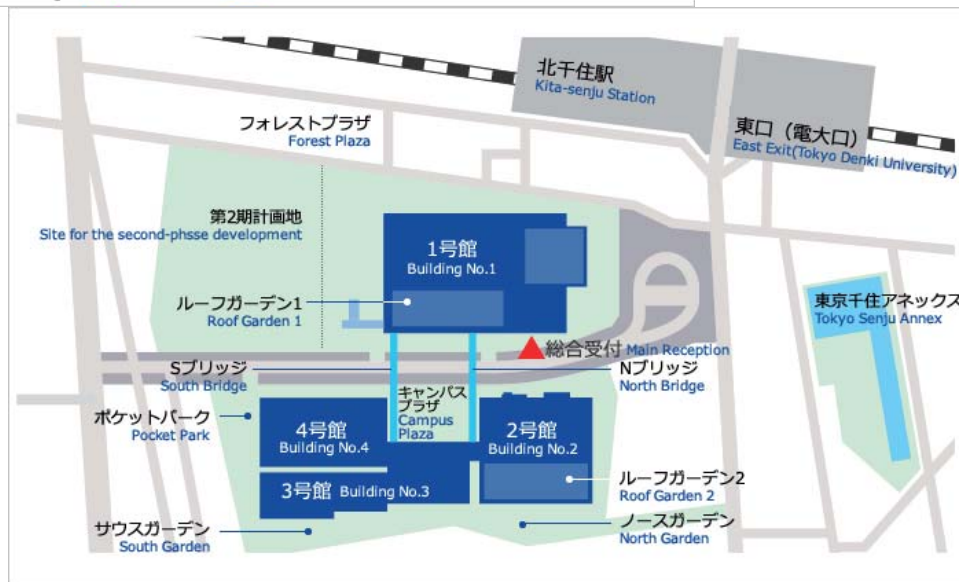 北千住駅
Kita-senju Station
東口（電大口）
East Exit(Tokyo Denki University)
フォレストプラザ
Forest Plaza
第2期計画地
Site for the second-phsse development
1号館
Building No.1
ルーフガーデン1
Roof Garden 1
東京千住アネックス
Tokyo Senju Annex
総合受付 Main Reception
Sブリッジ
South Bridge
Nブリッジ
North Bridge
キャンパス
プラザ
Campus
Plaza
ポケットパーク
Pocket Park
4号館
Building No.4
2号館
Building No.2
3号館 Building No.3
ルーフガーデン2
Roof Garden 2
サウスガーデン
South Garden
ノースガーデン
North Garden